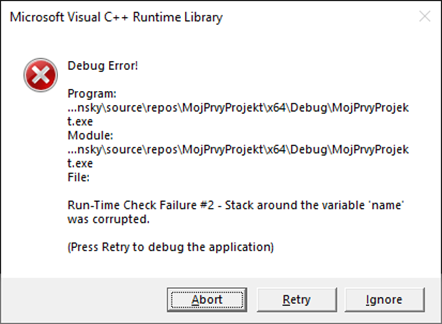 Microsoft Visual C++ Runtime Library
Debug Error!
Program:
...nsky\source\repos\MojPrvyProjekt\x64\Debug\MojPrvyProjek
t.exe
Module:
...nsky\source\repos\MojPrvyProjekt\x64\Debug\MojPrvyProjek
t.exe
File:
Run-Time Check Failure #2 - Stack around the variable 'name'
was corrupted.
(Press Retry to debug the application)
Abort Retry Ignore